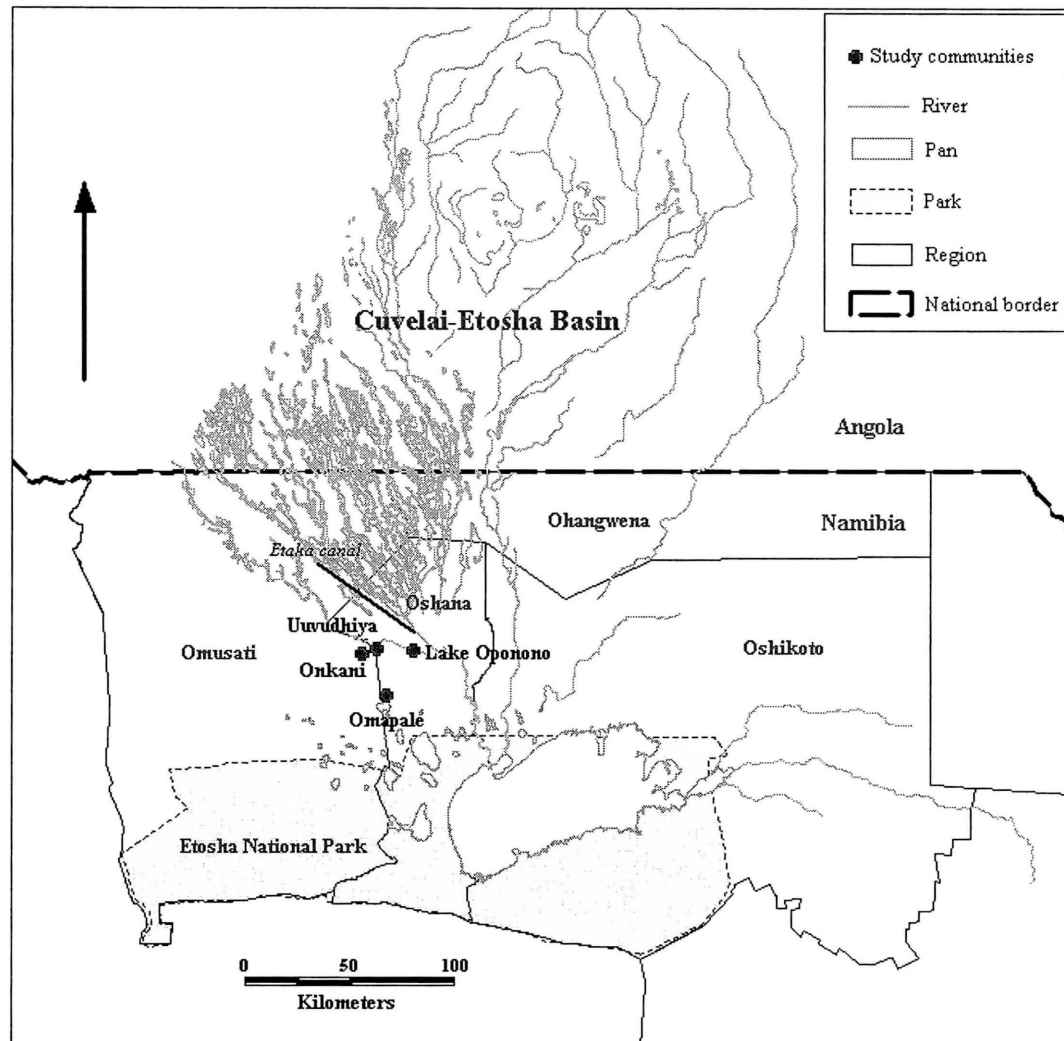 Study communities
River
Pan
Park
Region
National border
Cuvelai-Etosha Basin
Angola
Ohangwena
Namibia
Etaka canal
Oshana
Uuvudhiya
Omusati
Lake Oponono
Oshikoto
Onkani
Omapale
Etosha National Park
0 50 100
Kilometers